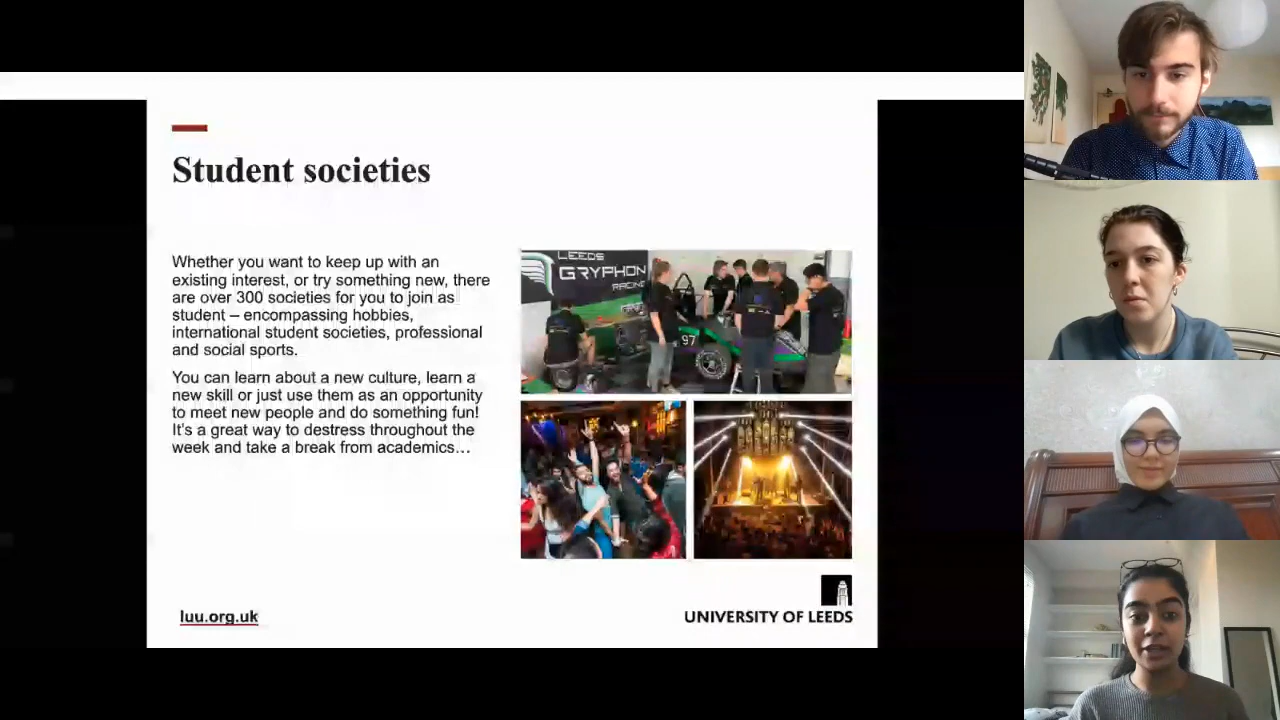 Student societies
Whether you want to keep up with an
existing interest, or try something new, there
are over 300 societies for you to join as
student – encompassing hobbies,
international student societies, professional
and social sports.
You can learn about a new culture, learn a
new skill or just use them as an opportunity
to meet new people and do something fun!
It's a great way to destress throughout the
week and take a break from academics…
LEEDS
GRYPHON
RACING
97
luu.org.uk
UNIVERSITY OF LEEDS